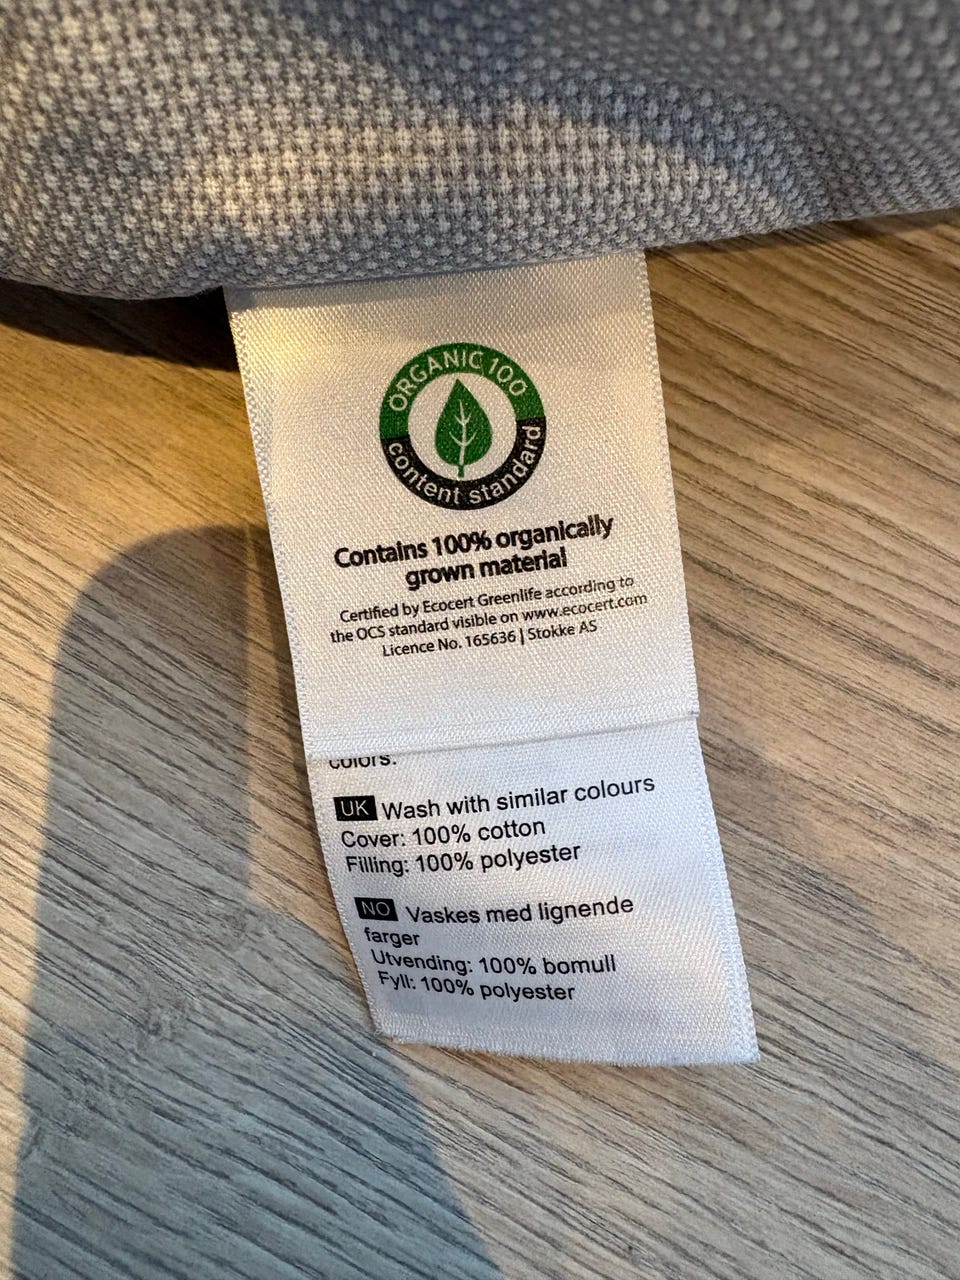 ORGANIC 100
content standard
Contains 100% organically
grown material
Certified by Ecocert Greenlife according to
the OCS standard visible on www.ecocert.com
Licence No. 165636 | Stokke AS
colors:
UK Wash with similar colours
Cover: 100% cotton
Filling: 100% polyester
NO Vaskes med lignende
farger
Utvending: 100% bomull
Fyll: 100% polyester